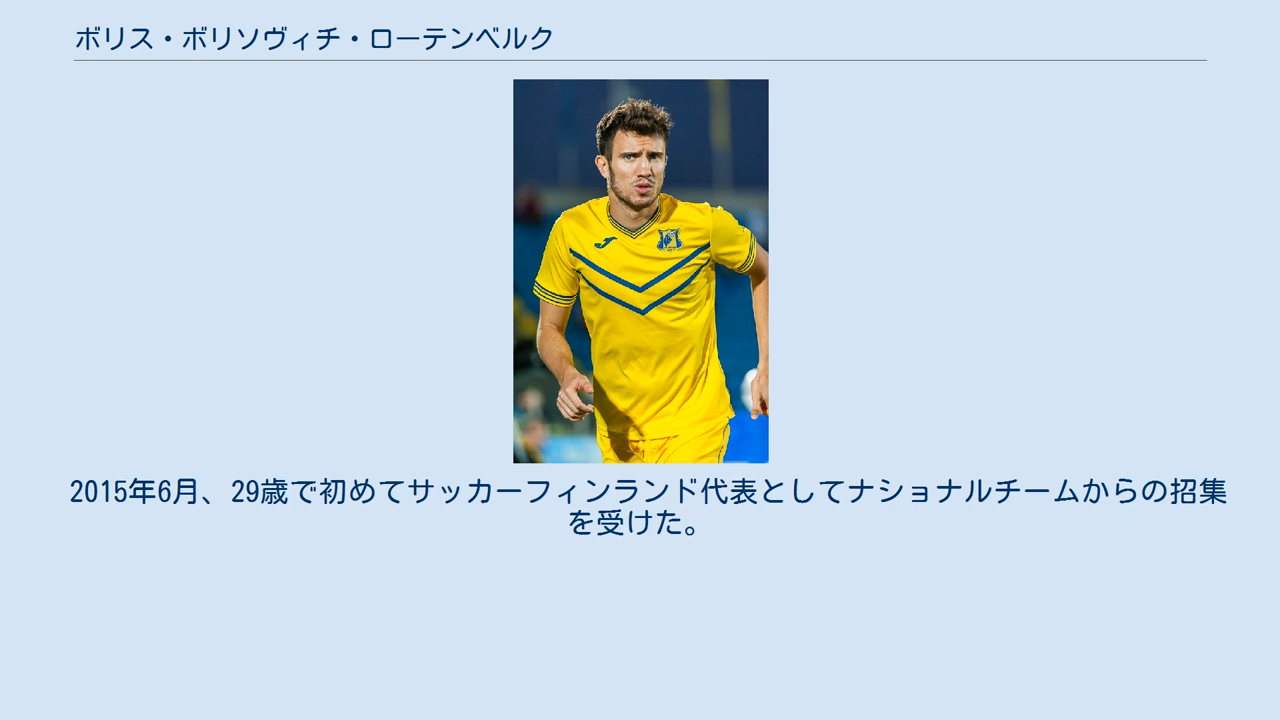 ボリス・ボリソヴィチ・ローテンベルク
2015年6月、29歳で初めてサッカーフィンランド代表としてナショナルチームからの招集
を受けた。